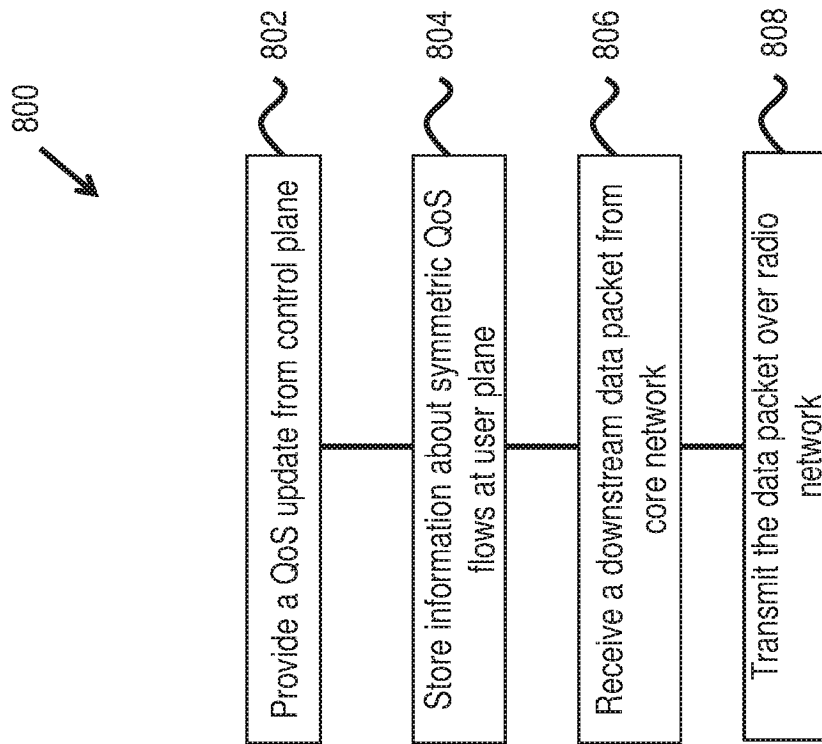 800
Provide a QoS update from control plane
802
Store information about symmetric QoS
flows at user plane
804
Receive a downstream data packet from
core network
806
Transmit the data packet over radio
network
808